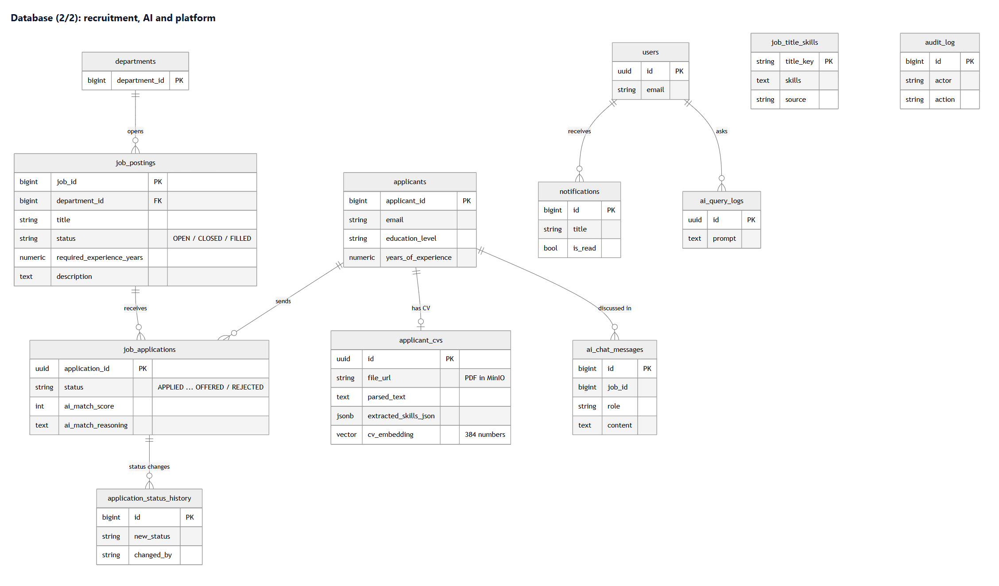 Database (2/2): recruitment, AI and platform
departments
bigint department_id PK
opens
job_postings
bigint job_id PK
bigint department_id FK
string title
string status OPEN / CLOSED / FILLED
numeric required_experience_years
text description
receives
job_applications
uuid application_id PK
string status APPLIED ... OFFERED / REJECTED
int ai_match_score
text ai_match_reasoning
status changes
application_status_history
bigint id PK
string new_status
string changed_by
applicants
bigint applicant_id PK
string email
string education_level
numeric years_of_experience
sends
has CV
discussed in
applicant_cvs
uuid id PK
string file_url PDF in MinIO
text parsed_text
jsonb extracted_skills_json
vector cv_embedding 384 numbers
ai_chat_messages
bigint id PK
bigint job_id
string role
text content
users
uuid id PK
string email
receives
asks
notifications
bigint id PK
string title
bool is_read
ai_query_logs
uuid id PK
text prompt
job_title_skills
string title_key PK
text skills
string source
audit_log
bigint id PK
string actor
string action